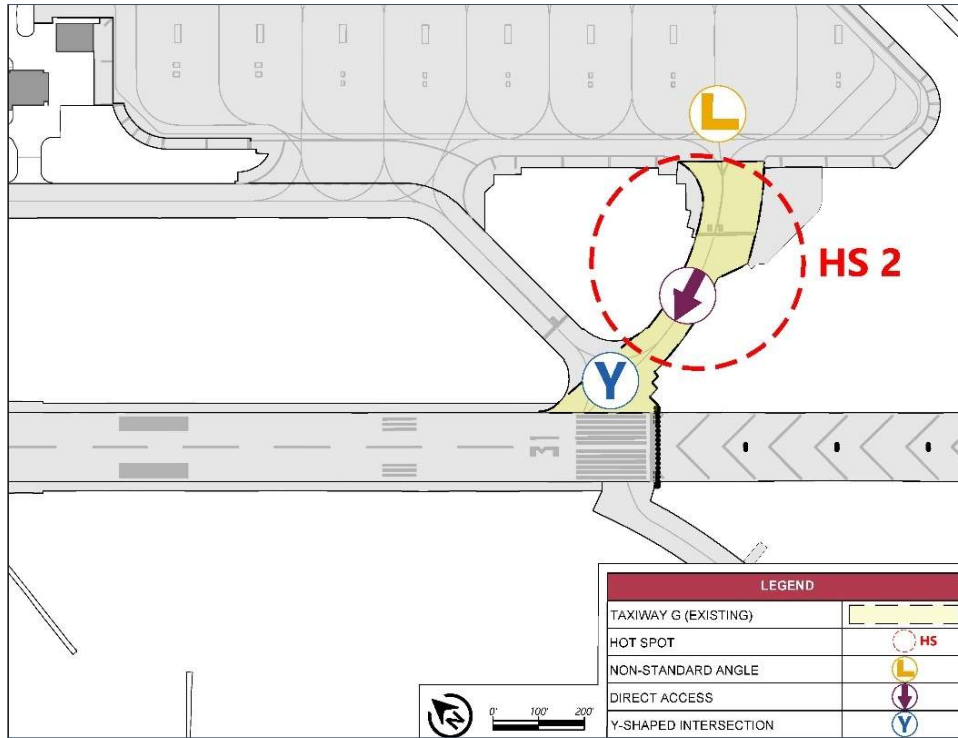 L
HS 2
Y
31
LEGEND
TAXIWAY G (EXISTING)
HOT SPOT HS
NON-STANDARD ANGLE L
DIRECT ACCESS
Y-SHAPED INTERSECTION Y
N
0' 100' 200'